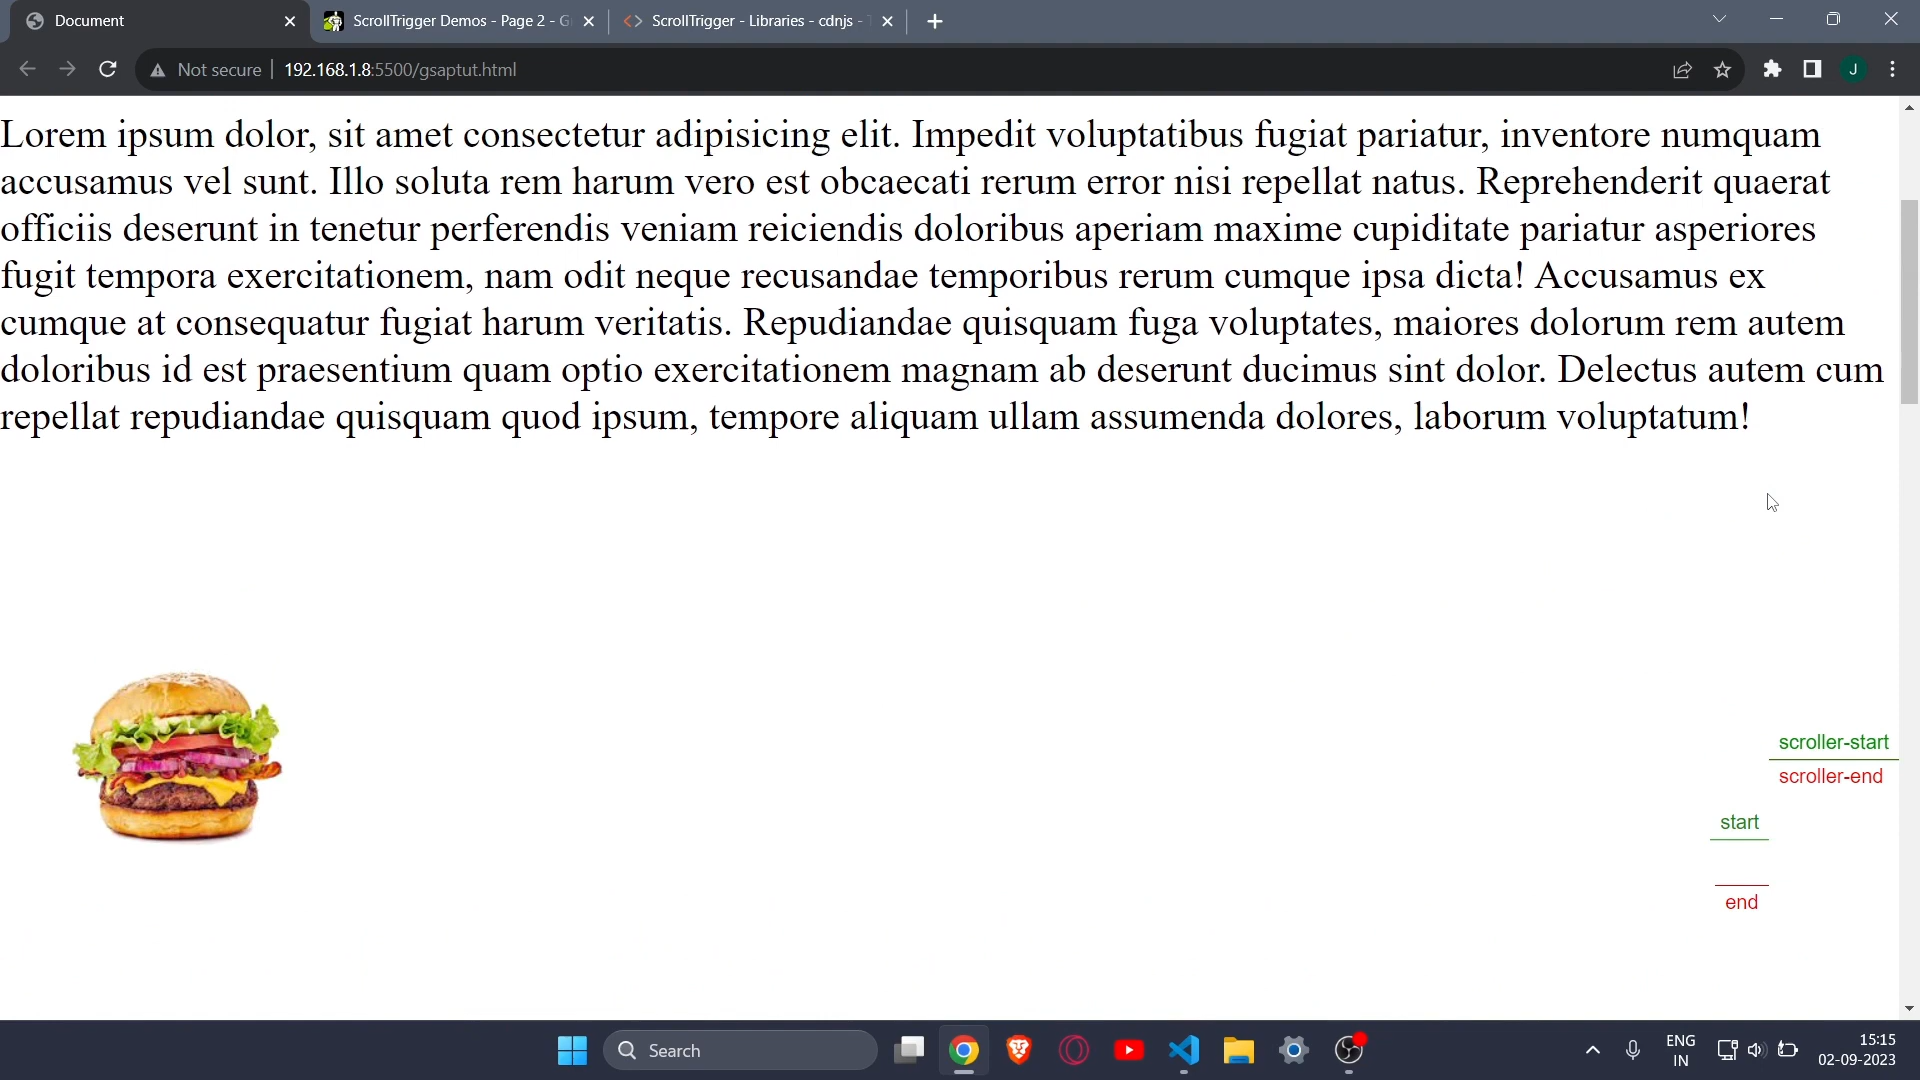 Document
ScrollTrigger Demos - Page 2 - G
ScrollTrigger - Libraries - cdnjs -
Not secure
192.168.1.8:5500/gsaptut.html
J
Lorem ipsum dolor, sit amet consectetur adipisicing elit. Impedit voluptatibus fugiat pariatur, inventore numquam
accusamus vel sunt. Illo soluta rem harum vero est obcaecati rerum error nisi repellat natus. Reprehenderit quaerat
officiis deserunt in tenetur perferendis veniam reiciendis doloribus aperiam maxime cupiditate pariatur asperiores
fugit tempora exercitationem, nam odit neque recusandae temporibus rerum cumque ipsa dicta! Accusamus ex
cumque at consequatur fugiat harum veritatis. Repudiandae quisquam fuga voluptates, maiores dolorum rem autem
doloribus id est praesentium quam optio exercitationem magnam ab deserunt ducimus sint dolor. Delectus autem cum
repellat repudiandae quisquam quod ipsum, tempore aliquam ullam assumenda dolores, laborum voluptatum!
scroller-start
scroller-end
start
end
Search
ENG
IN
15:15
02-09-2023